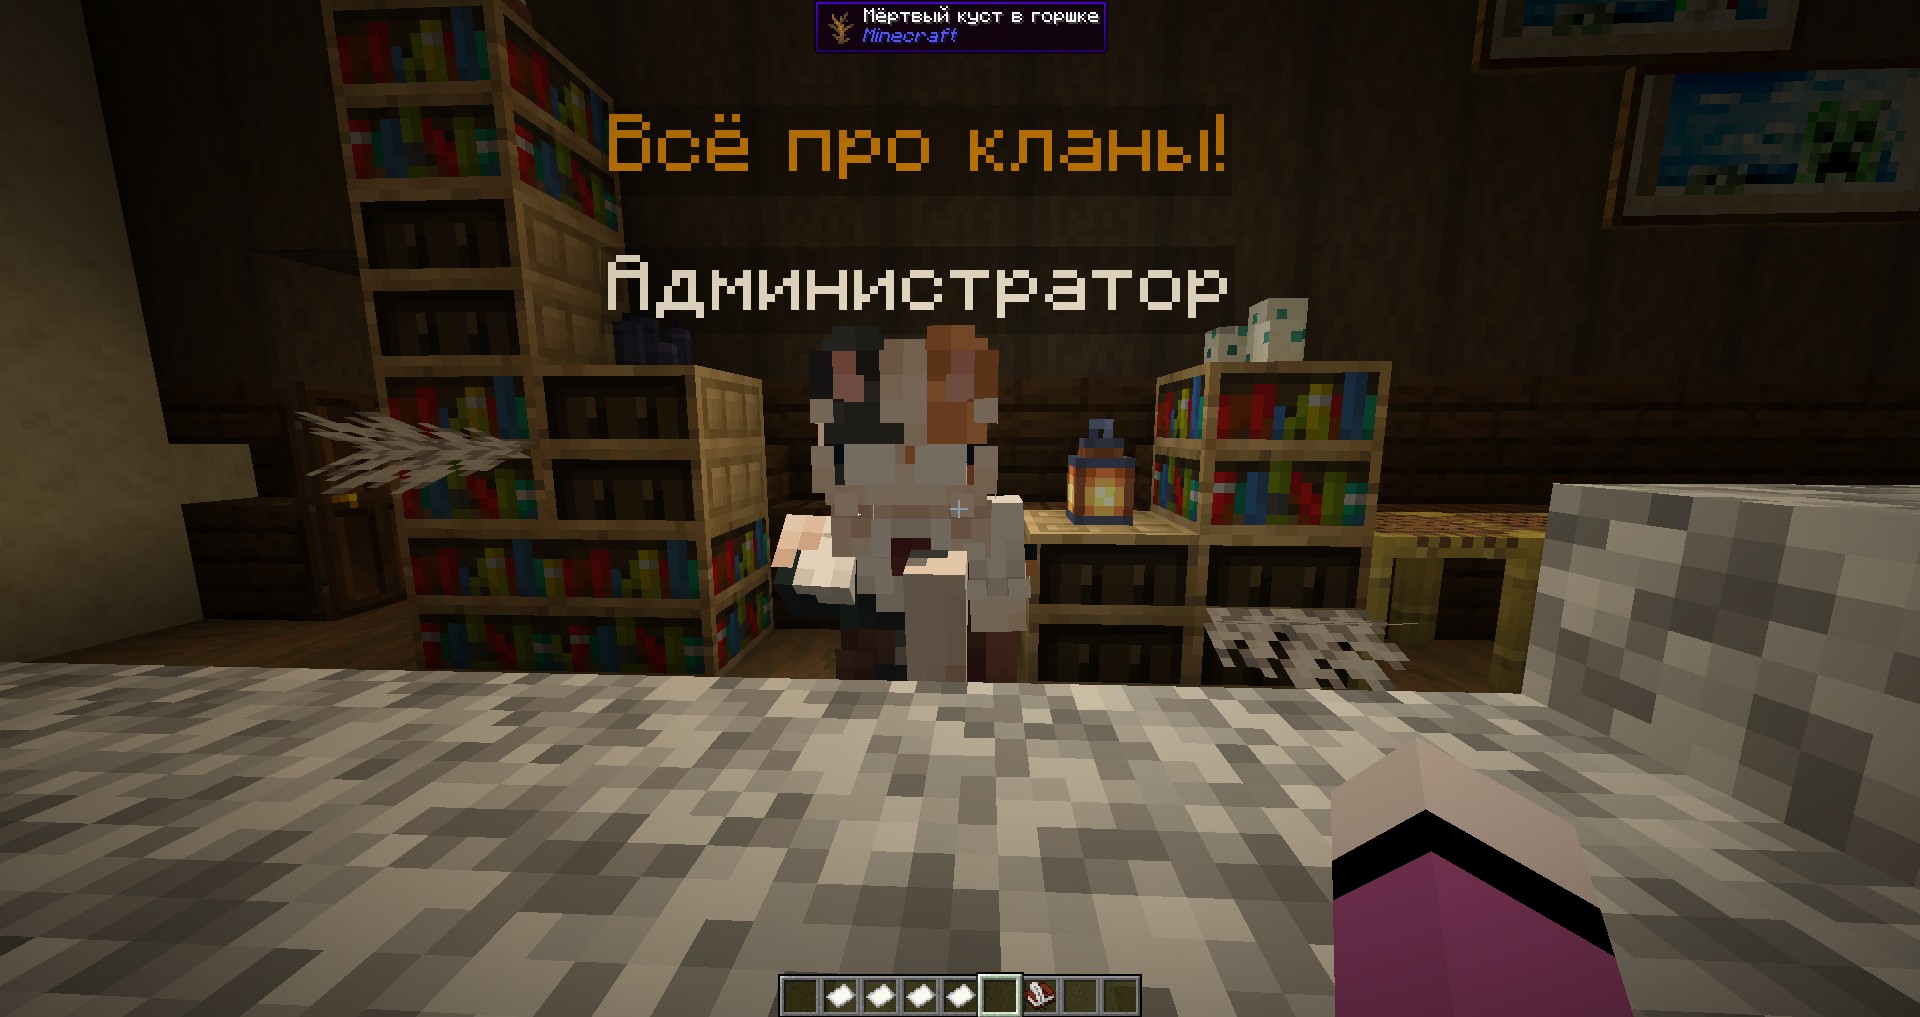 Мёртвый куст в горшке
Minecraft
Всё про кланы!
Администратор